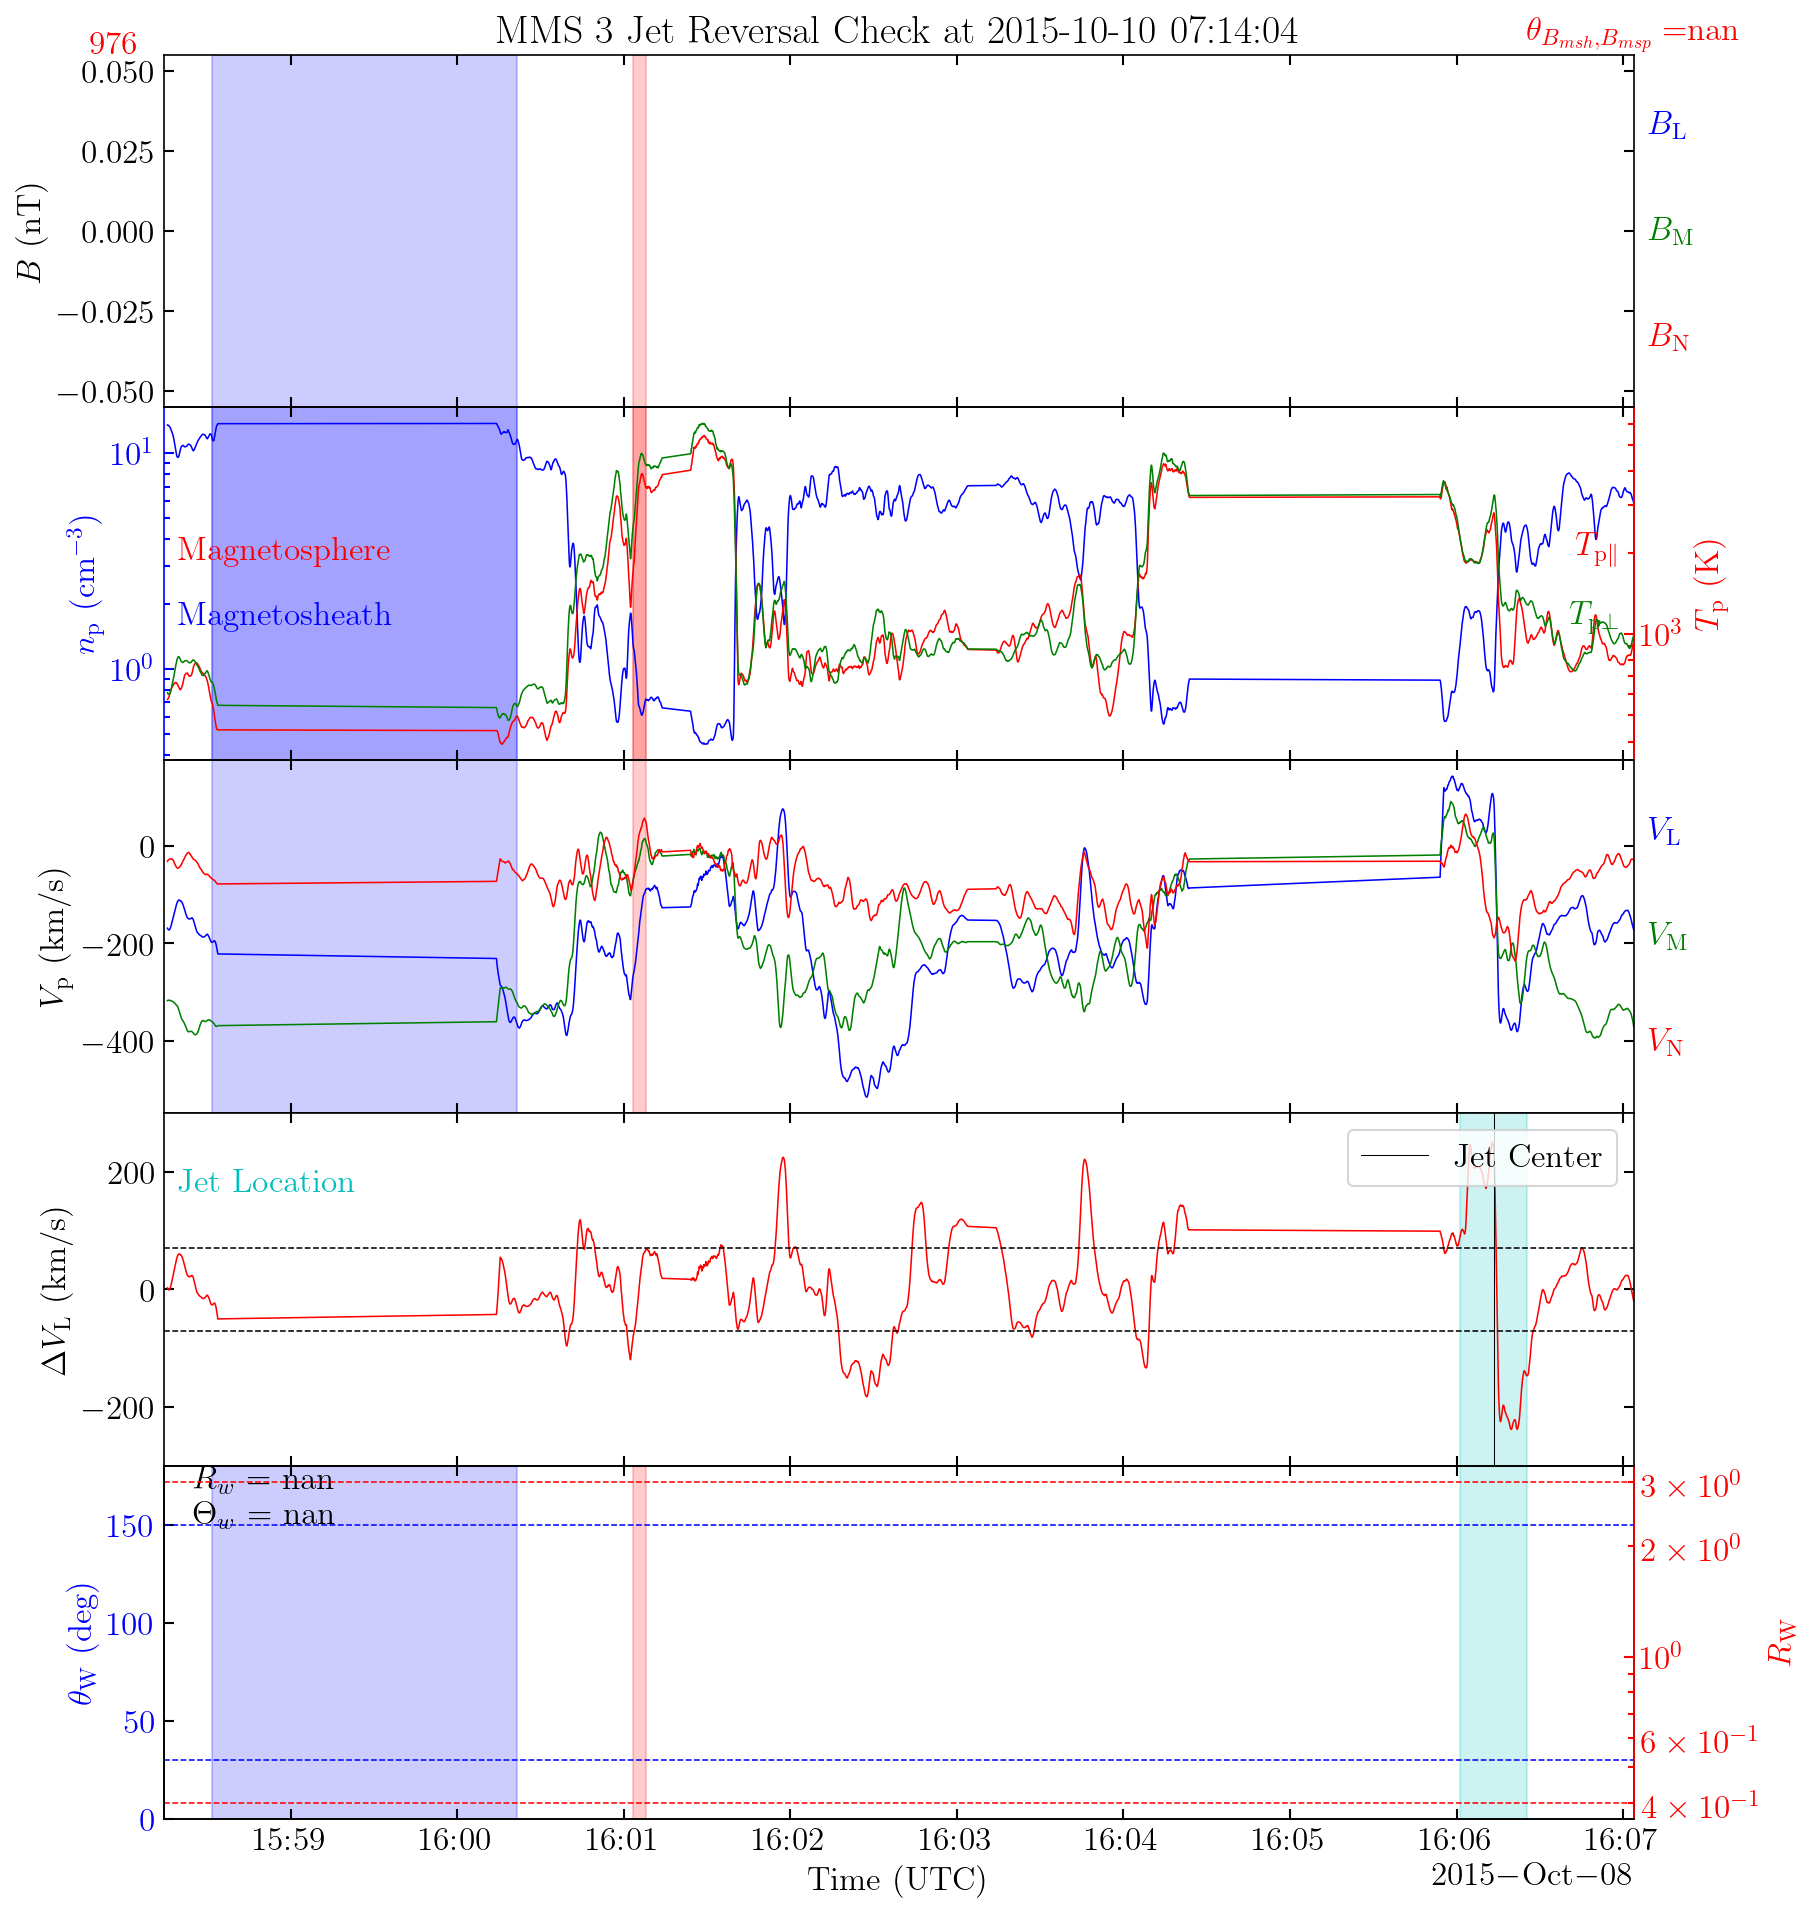 976
MMS 3 Jet Reversal Check at 2015-10-10 07:14:04
θ_{B_{msh},B_{msp}} =nan
0.050
0.025
0.000
−0.025
−0.050
B (nT)
B_L
B_M
B_N
10^1
10^0
n_p (cm^{−3})
Magnetosphere
Magnetosheath
T_{p∥}
T_{p⊥}
10^3
T_p (K)
0
−200
−400
V_p (km/s)
V_L
V_M
V_N
200
0
−200
ΔV_L (km/s)
Jet Location
Jet Center
R_w = nan
Θ_w = nan
150
100
50
0
θ_W (deg)
3 × 10^0
2 × 10^0
10^0
6 × 10^{−1}
4 × 10^{−1}
R_W
15:59 16:00 16:01 16:02 16:03 16:04 16:05 16:06 16:07
Time (UTC)
2015−Oct−08